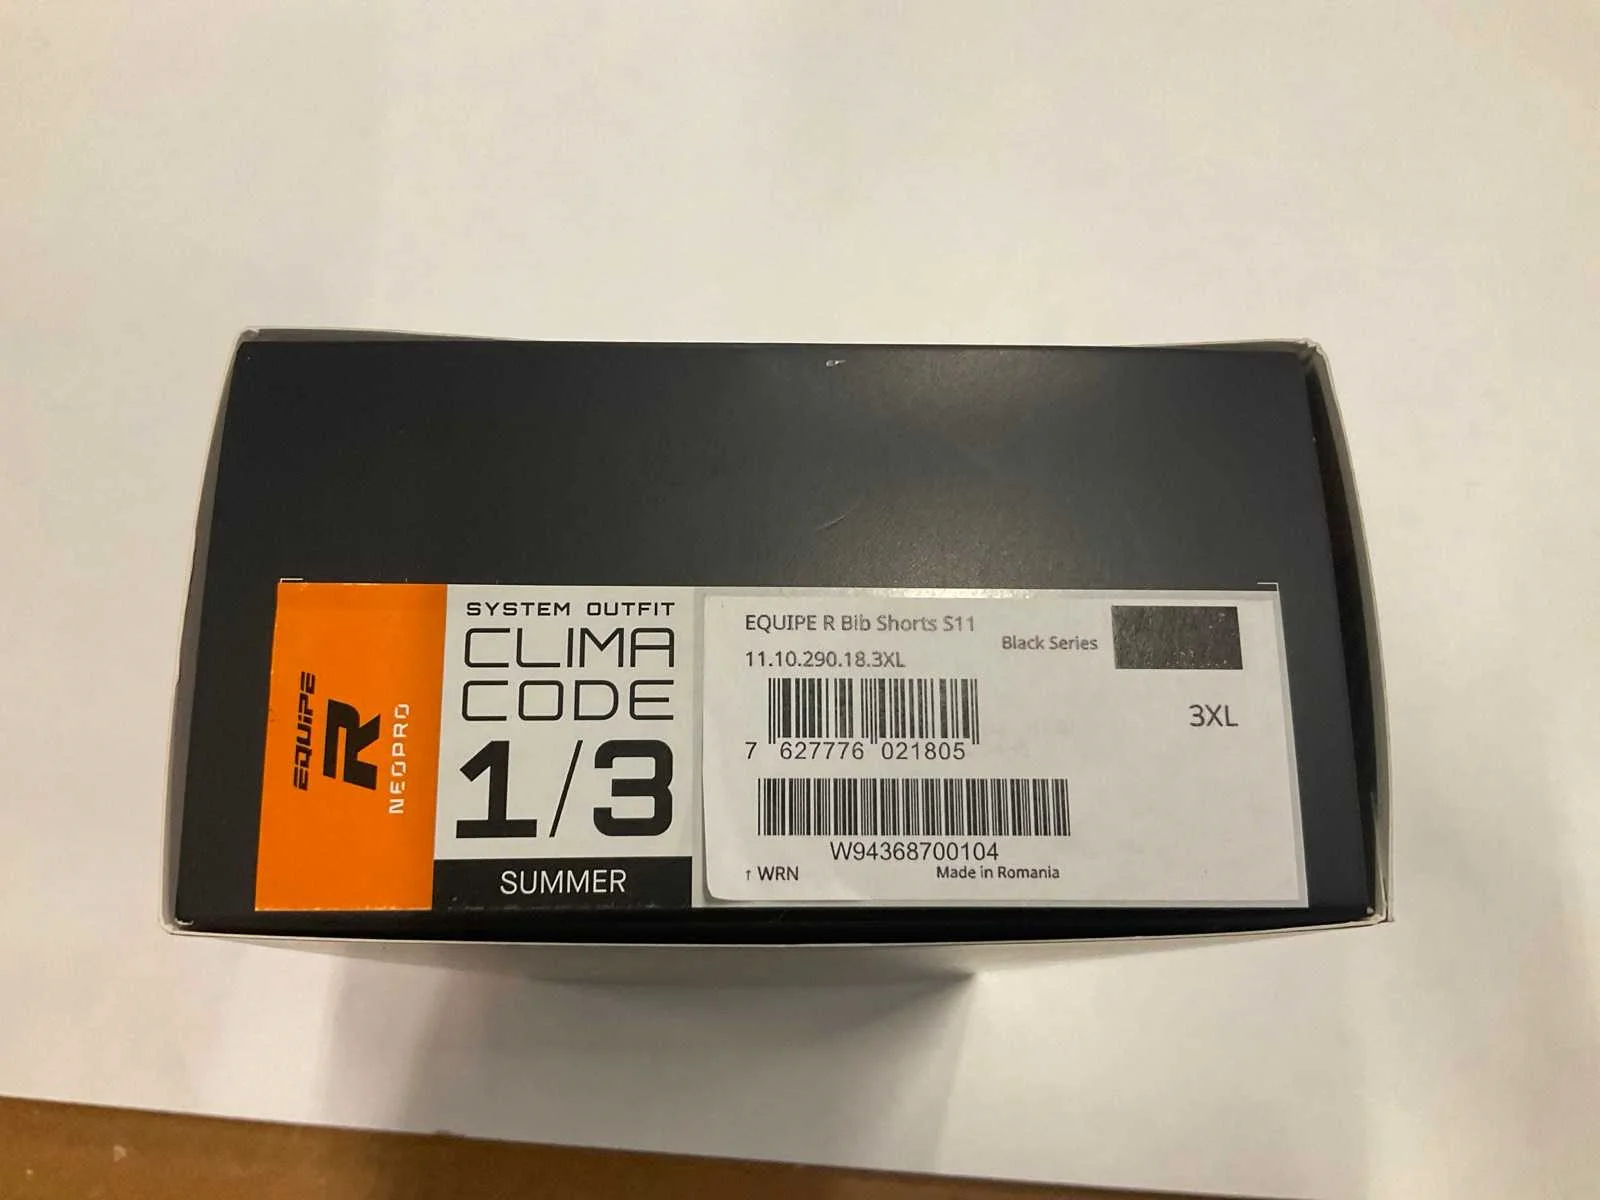 EQUIPE
R
NEOPRO
SYSTEM OUTFIT
CLIMA
CODE
1/3
SUMMER
EQUIPE R Bib Shorts S11
Black Series
11.10.290.18.3XL
3XL
7 627776 021805
W94368700104
↑ WRN
Made in Romania